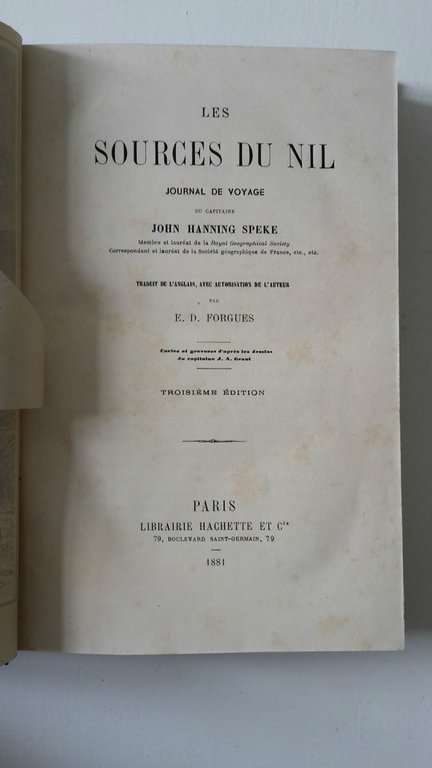 LES
SOURCES DU NIL
JOURNAL DE VOYAGE
DU CAPITAINE
JOHN HANNING SPEKE
Membre et lauréat de la Royal Geographical Society
Correspondant et lauréat de la Société géographique de France, etc., etc.
TRADUIT DE L'ANGLAIS, AVEC AUTORISATION DE L'AUTEUR
PAR
E. D. FORGUES
Cartes et gravures d'après les dessins
du capitaine J. A. Grant
TROISIÈME ÉDITION
PARIS
LIBRAIRIE HACHETTE ET Cie
79, BOULEVARD SAINT-GERMAIN, 79
1881